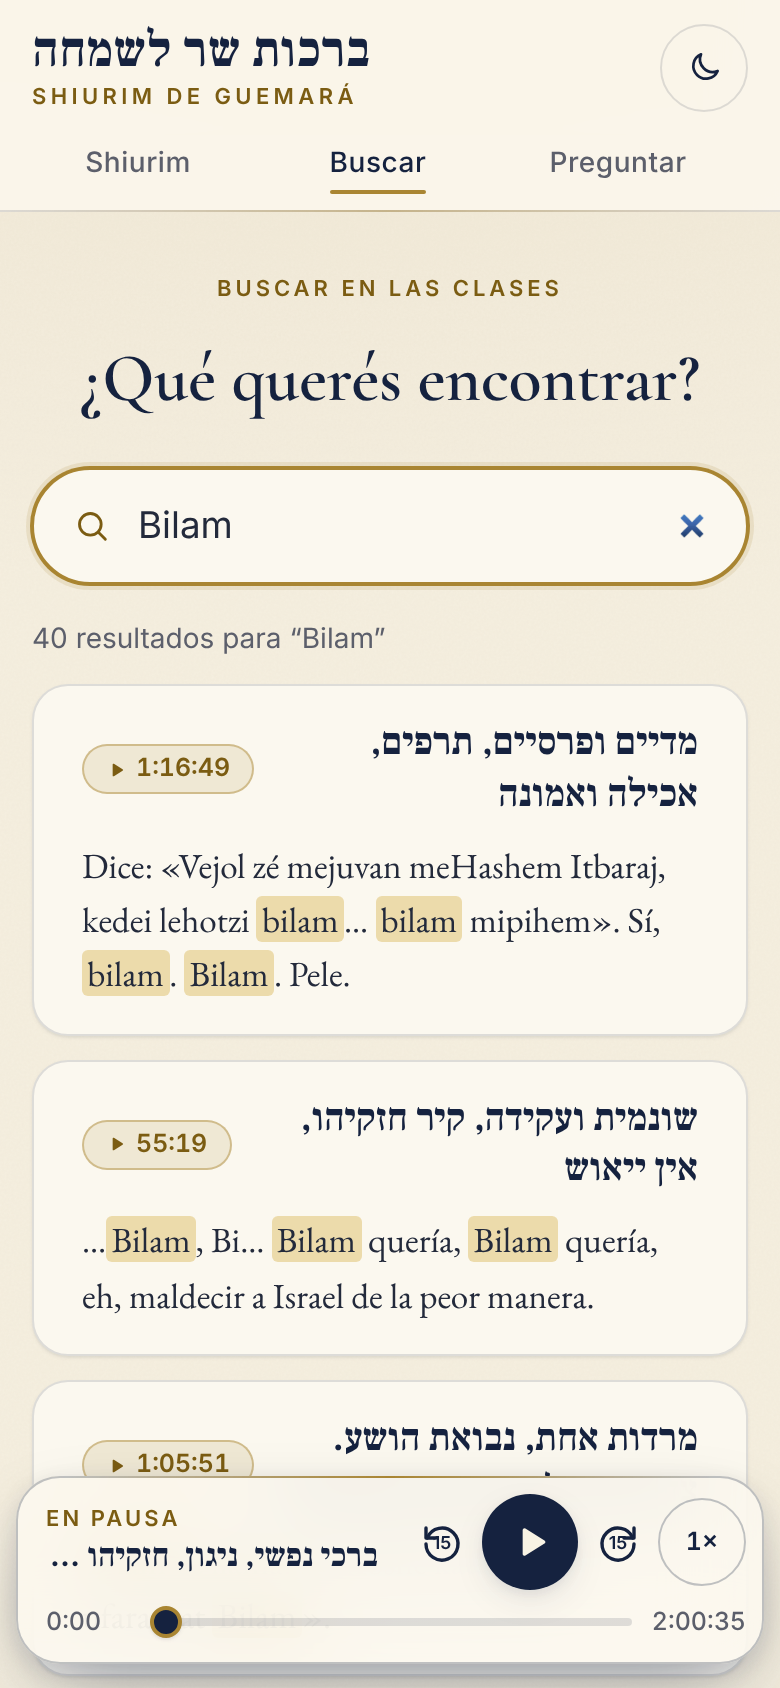 ברכות שר לשמחה
SHIURIM DE GUEMARÁ
Shiurim
Buscar
Preguntar
BUSCAR EN LAS CLASES
¿Qué querés encontrar?
Bilam
40 resultados para “Bilam”
1:16:49
מדיים ופרסיים, תרפים,
אכילה ואמונה
Dice: «Vejol zé mejuvan meHashem Itbaraj,
kedei lehotzi bilam... bilam mipihem». Sí,
bilam. Bilam. Pele.
55:19
שונמית ועקידה, קיר חזקיהו,
אין ייאוש
...Bilam, Bi... Bilam quería, Bilam quería,
eh, maldecir a Israel de la peor manera.
1:05:51
מרדות אחת, נבואת הושע.
EN PAUSA
ברכי נפשי, ניגון, חזקיהו ...
15
15
1×
0:00
2:00:35